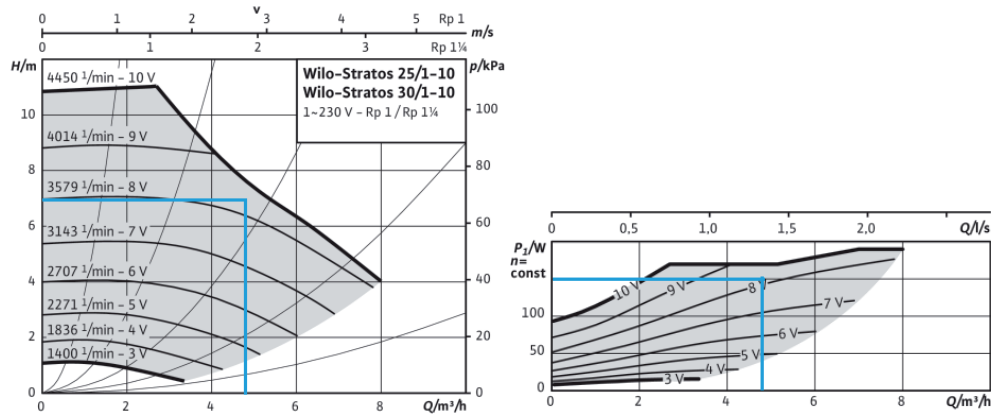 v
0 1 2 3 4 5 Rp 1
m/s
0 1 2 3 Rp 1¼
H/m
p/kPa
4450 1/min – 10 V
Wilo-Stratos 25/1-10
Wilo-Stratos 30/1-10
1~230 V – Rp 1 / Rp 1¼
10
100
4014 1/min – 9 V
8
80
3579 1/min – 8 V
6
60
3143 1/min – 7 V
2707 1/min – 6 V
4
40
2271 1/min – 5 V
1836 1/min – 4 V
2
20
1400 1/min – 3 V
0
0
0 2 4 6 8 Q/m³/h
0 0,5 1,0 1,5 2,0 Q/l/s
P1/W
n=
const
10 V 9 V 8 V
100
7 V
6 V
50
5 V
4 V
3 V
0
0 2 4 6 8 Q/m³/h